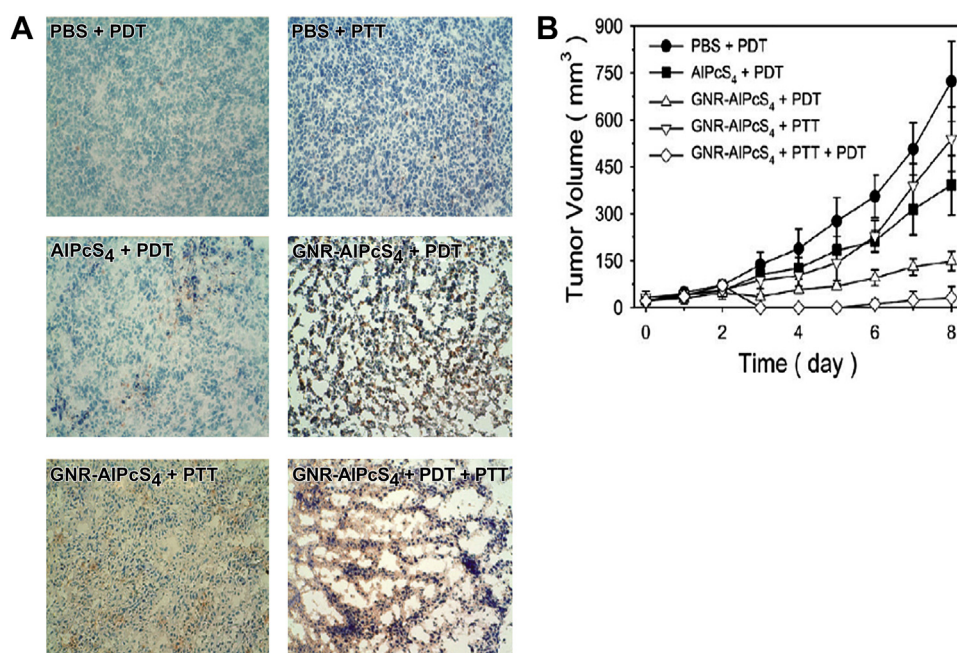 A
PBS + PDT
PBS + PTT
AlPcS4 + PDT
GNR-AlPcS4 + PDT
GNR-AlPcS4 + PTT
GNR-AlPcS4 + PDT + PTT
B
900
750
600
450
300
150
0
Tumor Volume ( mm³ )
PBS + PDT
AlPcS4 + PDT
GNR-AlPcS4 + PDT
GNR-AlPcS4 + PTT
GNR-AlPcS4 + PTT + PDT
0 2 4 6 8
Time ( day )